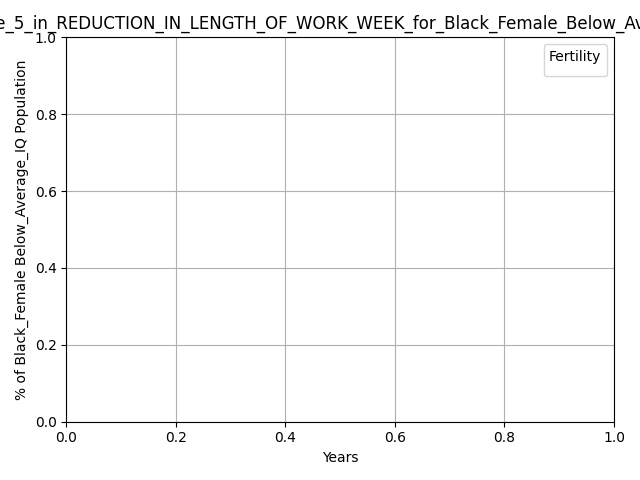 e_5_in_REDUCTION_IN_LENGTH_OF_WORK_WEEK_for_Black_Female_Below_Av
Fertility
% of Black_Female Below_Average_IQ Population
1.0
0.8
0.6
0.4
0.2
0.0
0.0 0.2 0.4 0.6 0.8 1.0
Years